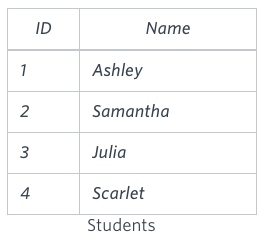 ID Name
1 Ashley
2 Samantha
3 Julia
4 Scarlet
Students